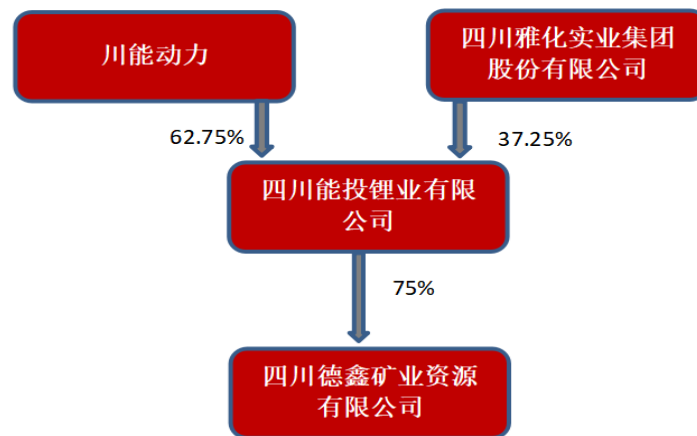 川能动力
四川雅化实业集团
股份有限公司
62.75%
37.25%
四川能投锂业有限
公司
75%
四川德鑫矿业资源
有限公司